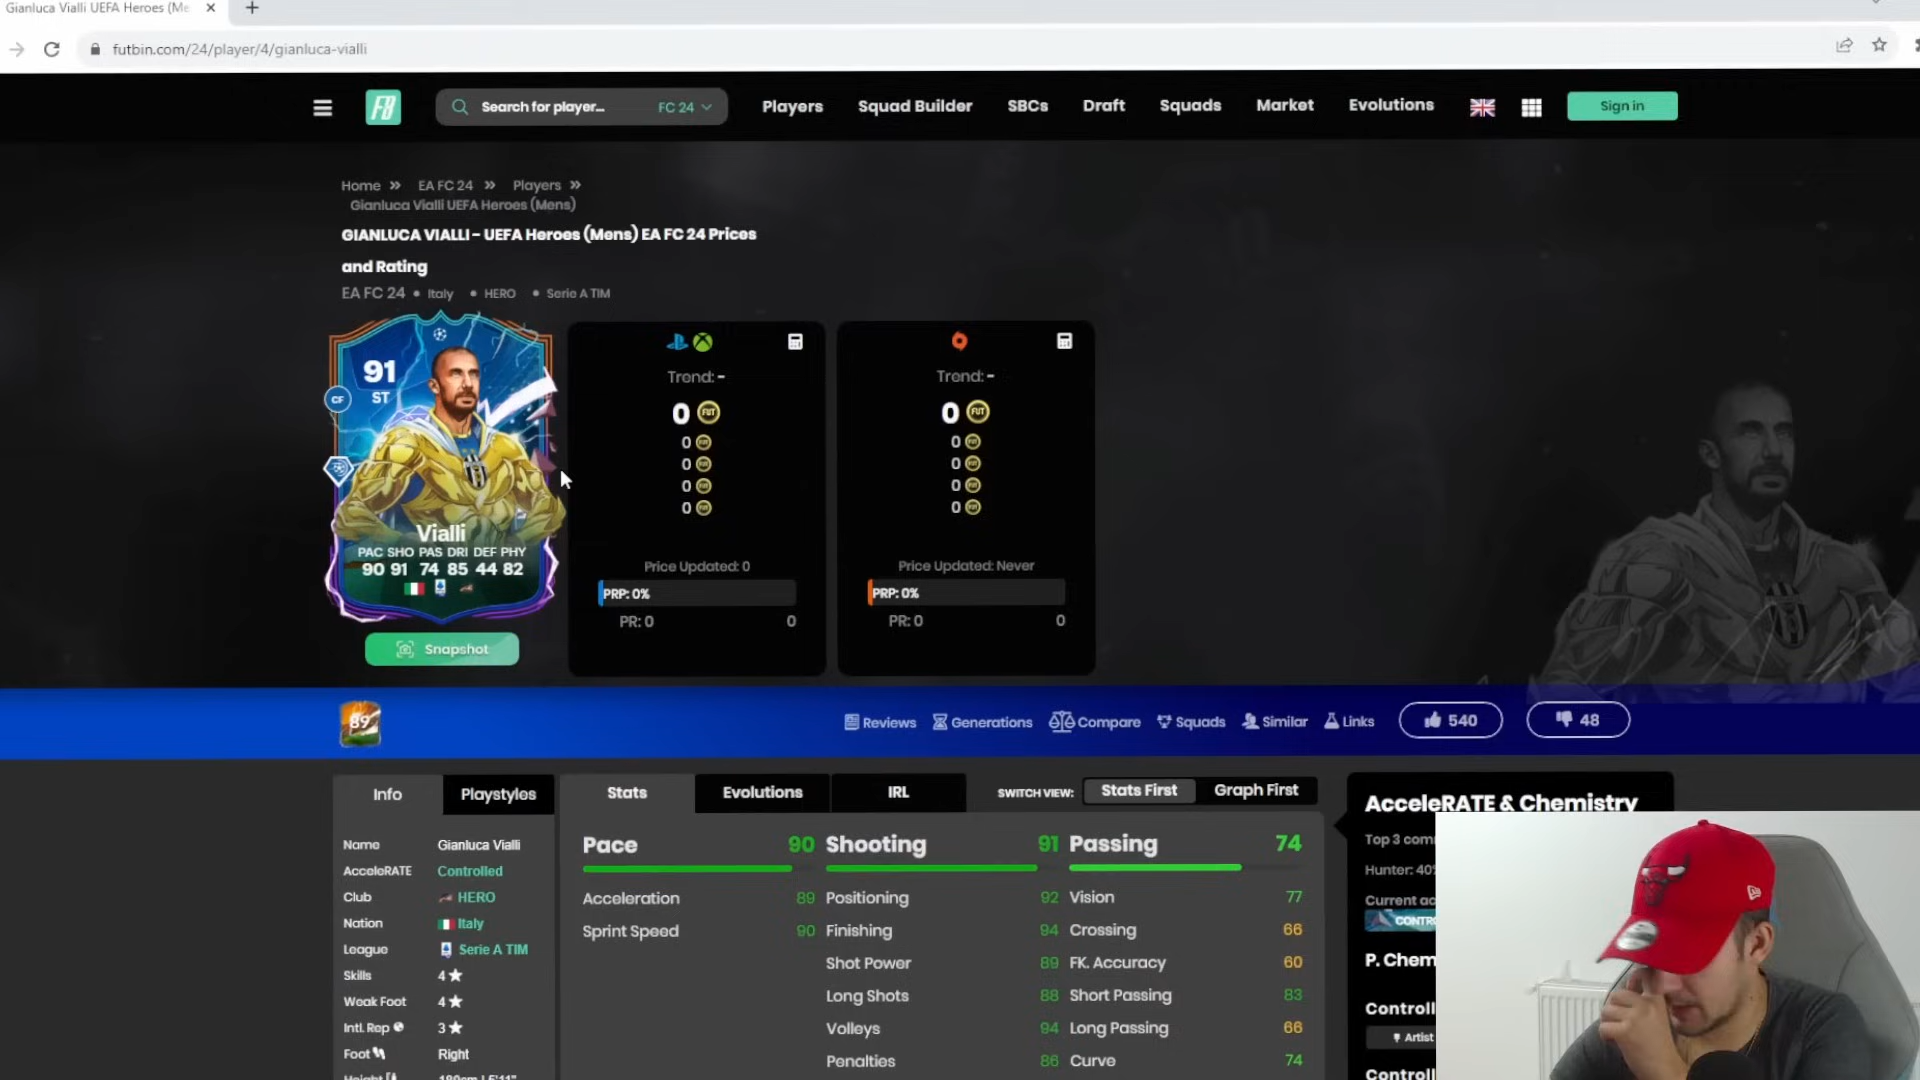 Gianluca Vialli UEFA Heroes (Me
futbin.com/24/player/4/gianluca-vialli
Search for player... FC 24
Players
Squad Builder
SBCs
Draft
Squads
Market
Evolutions
Sign in
Home » EA FC 24 » Players »
Gianluca Vialli UEFA Heroes (Mens)
GIANLUCA VIALLI - UEFA Heroes (Mens) EA FC 24 Prices
and Rating
EA FC 24 • Italy • HERO • Serie A TIM
91
ST
CF
Vialli
PAC SHO PAS DRI DEF PHY
90 91 74 85 44 82
Snapshot
Trend: -
0
0
0
0
0
Price Updated: 0
PRP: 0%
PR: 0 0
Trend: -
0
0
0
0
0
Price Updated: Never
PRP: 0%
PR: 0 0
89
Reviews
Generations
Compare
Squads
Similar
Links
540
48
Info
Playstyles
Name Gianluca Vialli
AcceleRATE Controlled
Club HERO
Nation Italy
League Serie A TIM
Skills 4
Weak Foot 4
Intl. Rep 3
Foot Right
Stats
Evolutions
IRL
SWITCH VIEW:
Stats First
Graph First
Pace 90
Acceleration 89
Sprint Speed 90
Shooting 91
Positioning 92
Finishing 94
Shot Power 89
Long Shots 88
Volleys 94
Penalties 86
Passing 74
Vision 77
Crossing 66
FK. Accuracy 60
Short Passing 83
Long Passing 66
Curve 74
AcceleRATE & Chemistry
Top 3 com
Hunter: 40
Current ac
CONTR
P. Chem
Controll
Artist
Controll